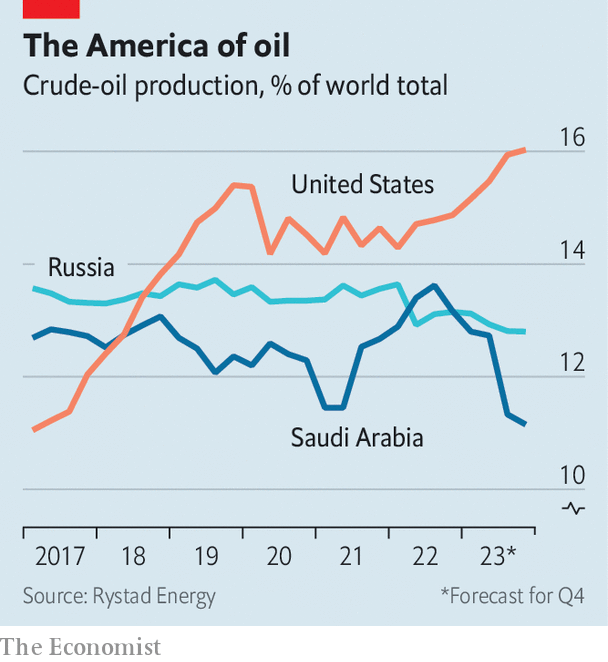 The America of oil
Crude-oil production, % of world total
16
United States
14
Russia
12
Saudi Arabia
10
2017 18 19 20 21 22 23*
Source: Rystad Energy *Forecast for Q4
The Economist